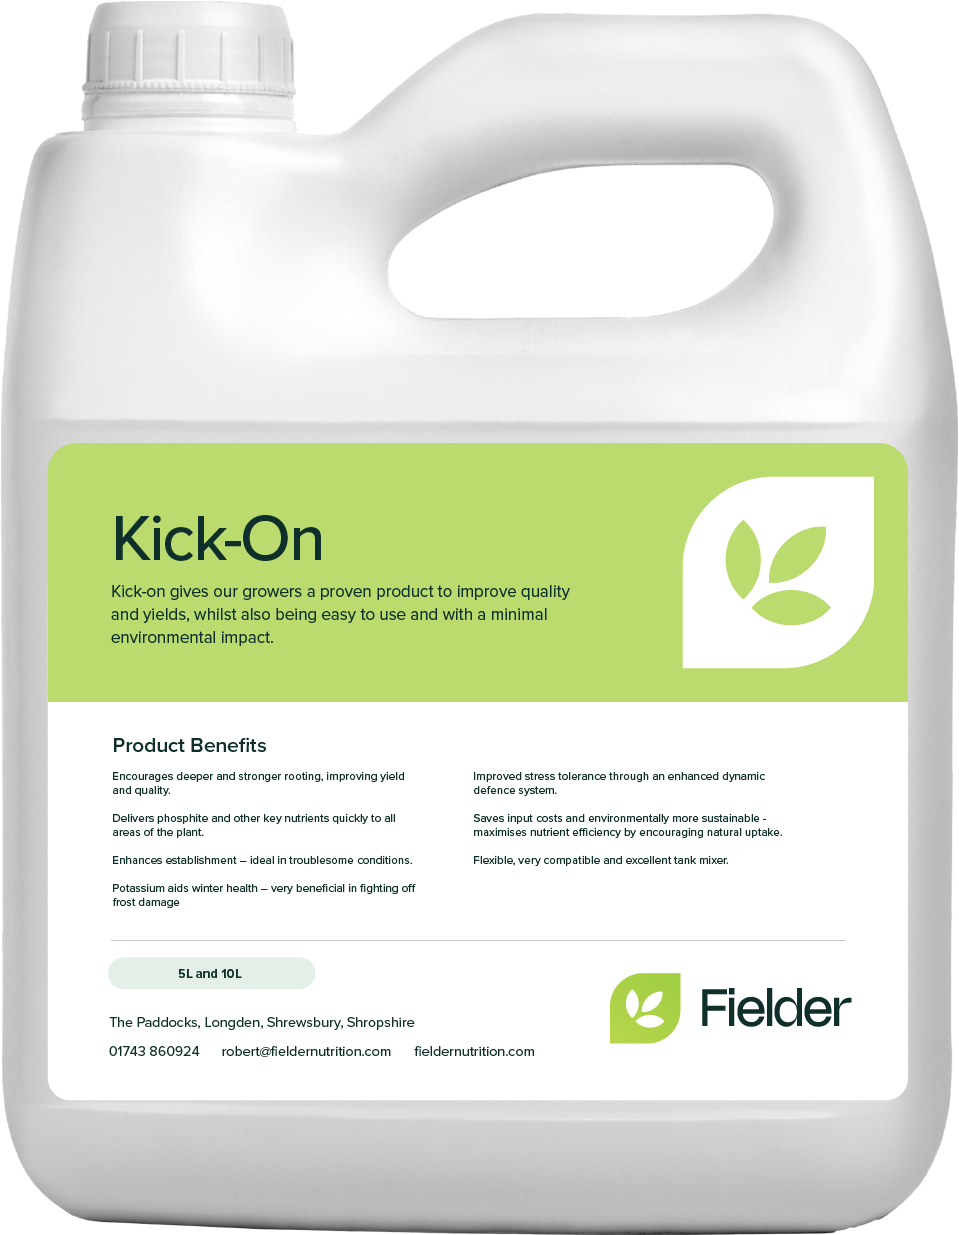 Kick-On
Kick-on gives our growers a proven product to improve quality
and yields, whilst also being easy to use and with a minimal
environmental impact.
Product Benefits
Encourages deeper and stronger rooting, improving yield
and quality.
Delivers phosphite and other key nutrients quickly to all
areas of the plant.
Enhances establishment – ideal in troublesome conditions.
Potassium aids winter health – very beneficial in fighting off
frost damage
Improved stress tolerance through an enhanced dynamic
defence system.
Saves input costs and environmentally more sustainable -
maximises nutrient efficiency by encouraging natural uptake.
Flexible, very compatible and excellent tank mixer.
5L and 10L
The Paddocks, Longden, Shrewsbury, Shropshire
01743 860924 robert@fieldernutrition.com fieldernutrition.com
Fielder